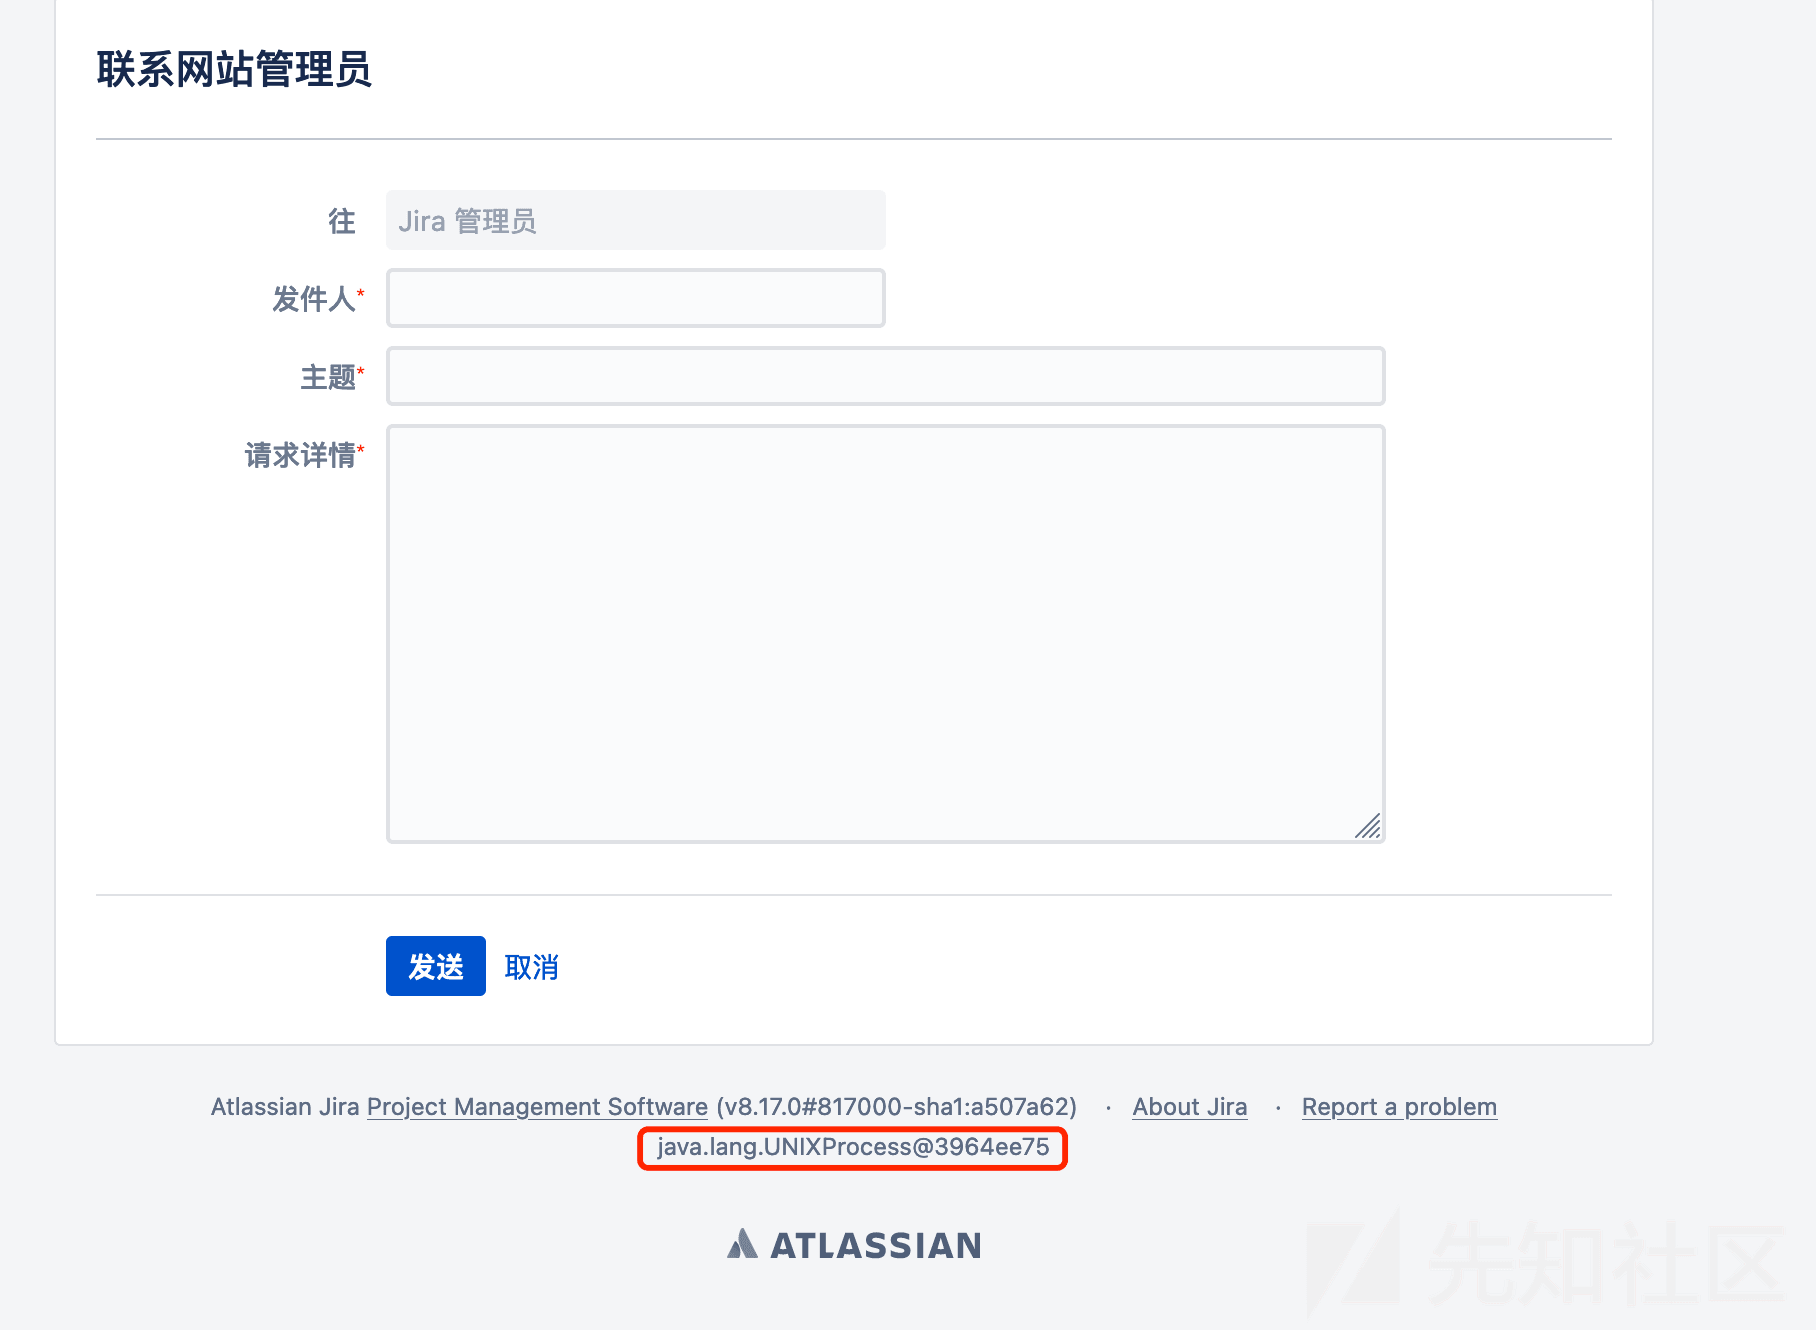 联系网站管理员
往 Jira 管理员
发件人*
主题*
请求详情*
发送 取消
Atlassian Jira Project Management Software (v8.17.0#817000-sha1:a507a62) · About Jira · Report a problem
java.lang.UNIXProcess@3964ee75
ATLASSIAN
先知社区